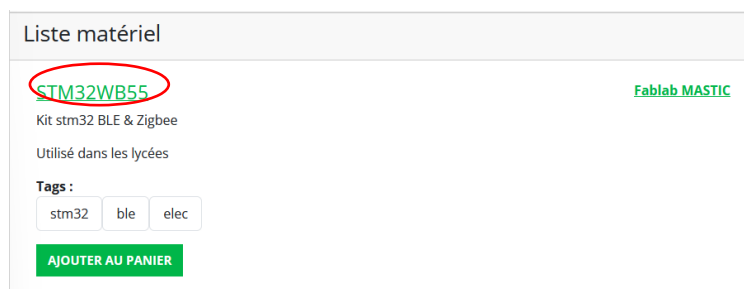 Liste matériel
STM32WB55
Fablab MASTIC
Kit stm32 BLE & Zigbee
Utilisé dans les lycées
Tags :
stm32 ble elec
AJOUTER AU PANIER